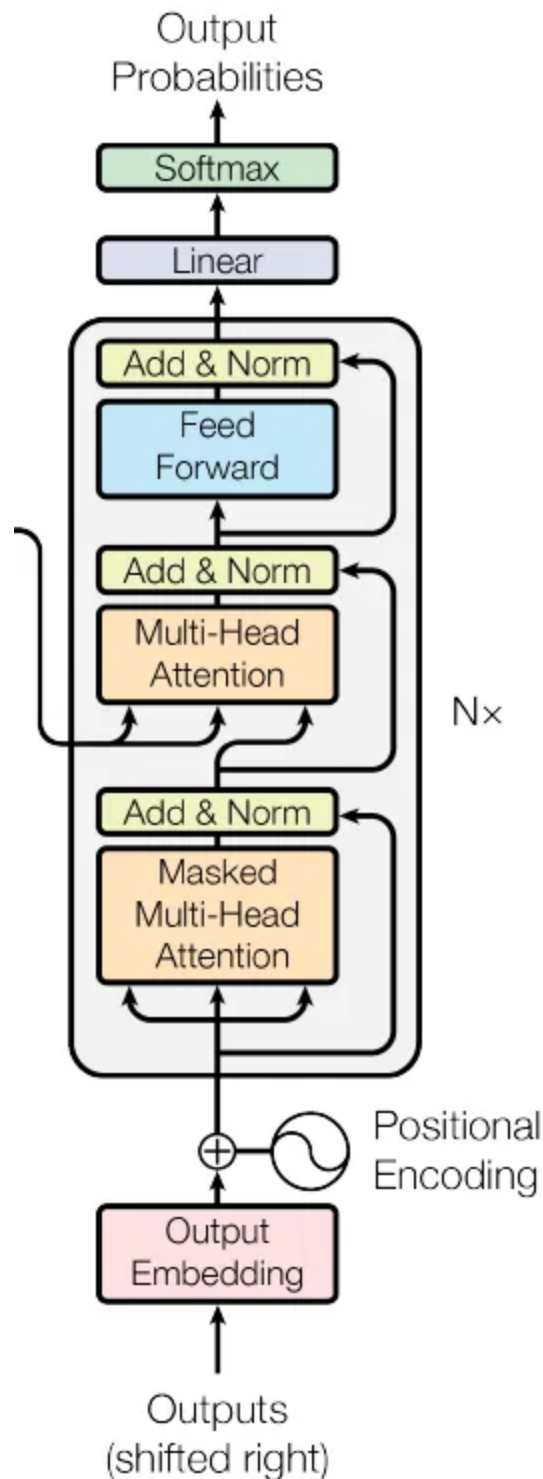 Output
Probabilities
Softmax
Linear
Add & Norm
Feed
Forward
Add & Norm
Multi-Head
Attention
N×
Add & Norm
Masked
Multi-Head
Attention
Positional
Encoding
Output
Embedding
Outputs
(shifted right)